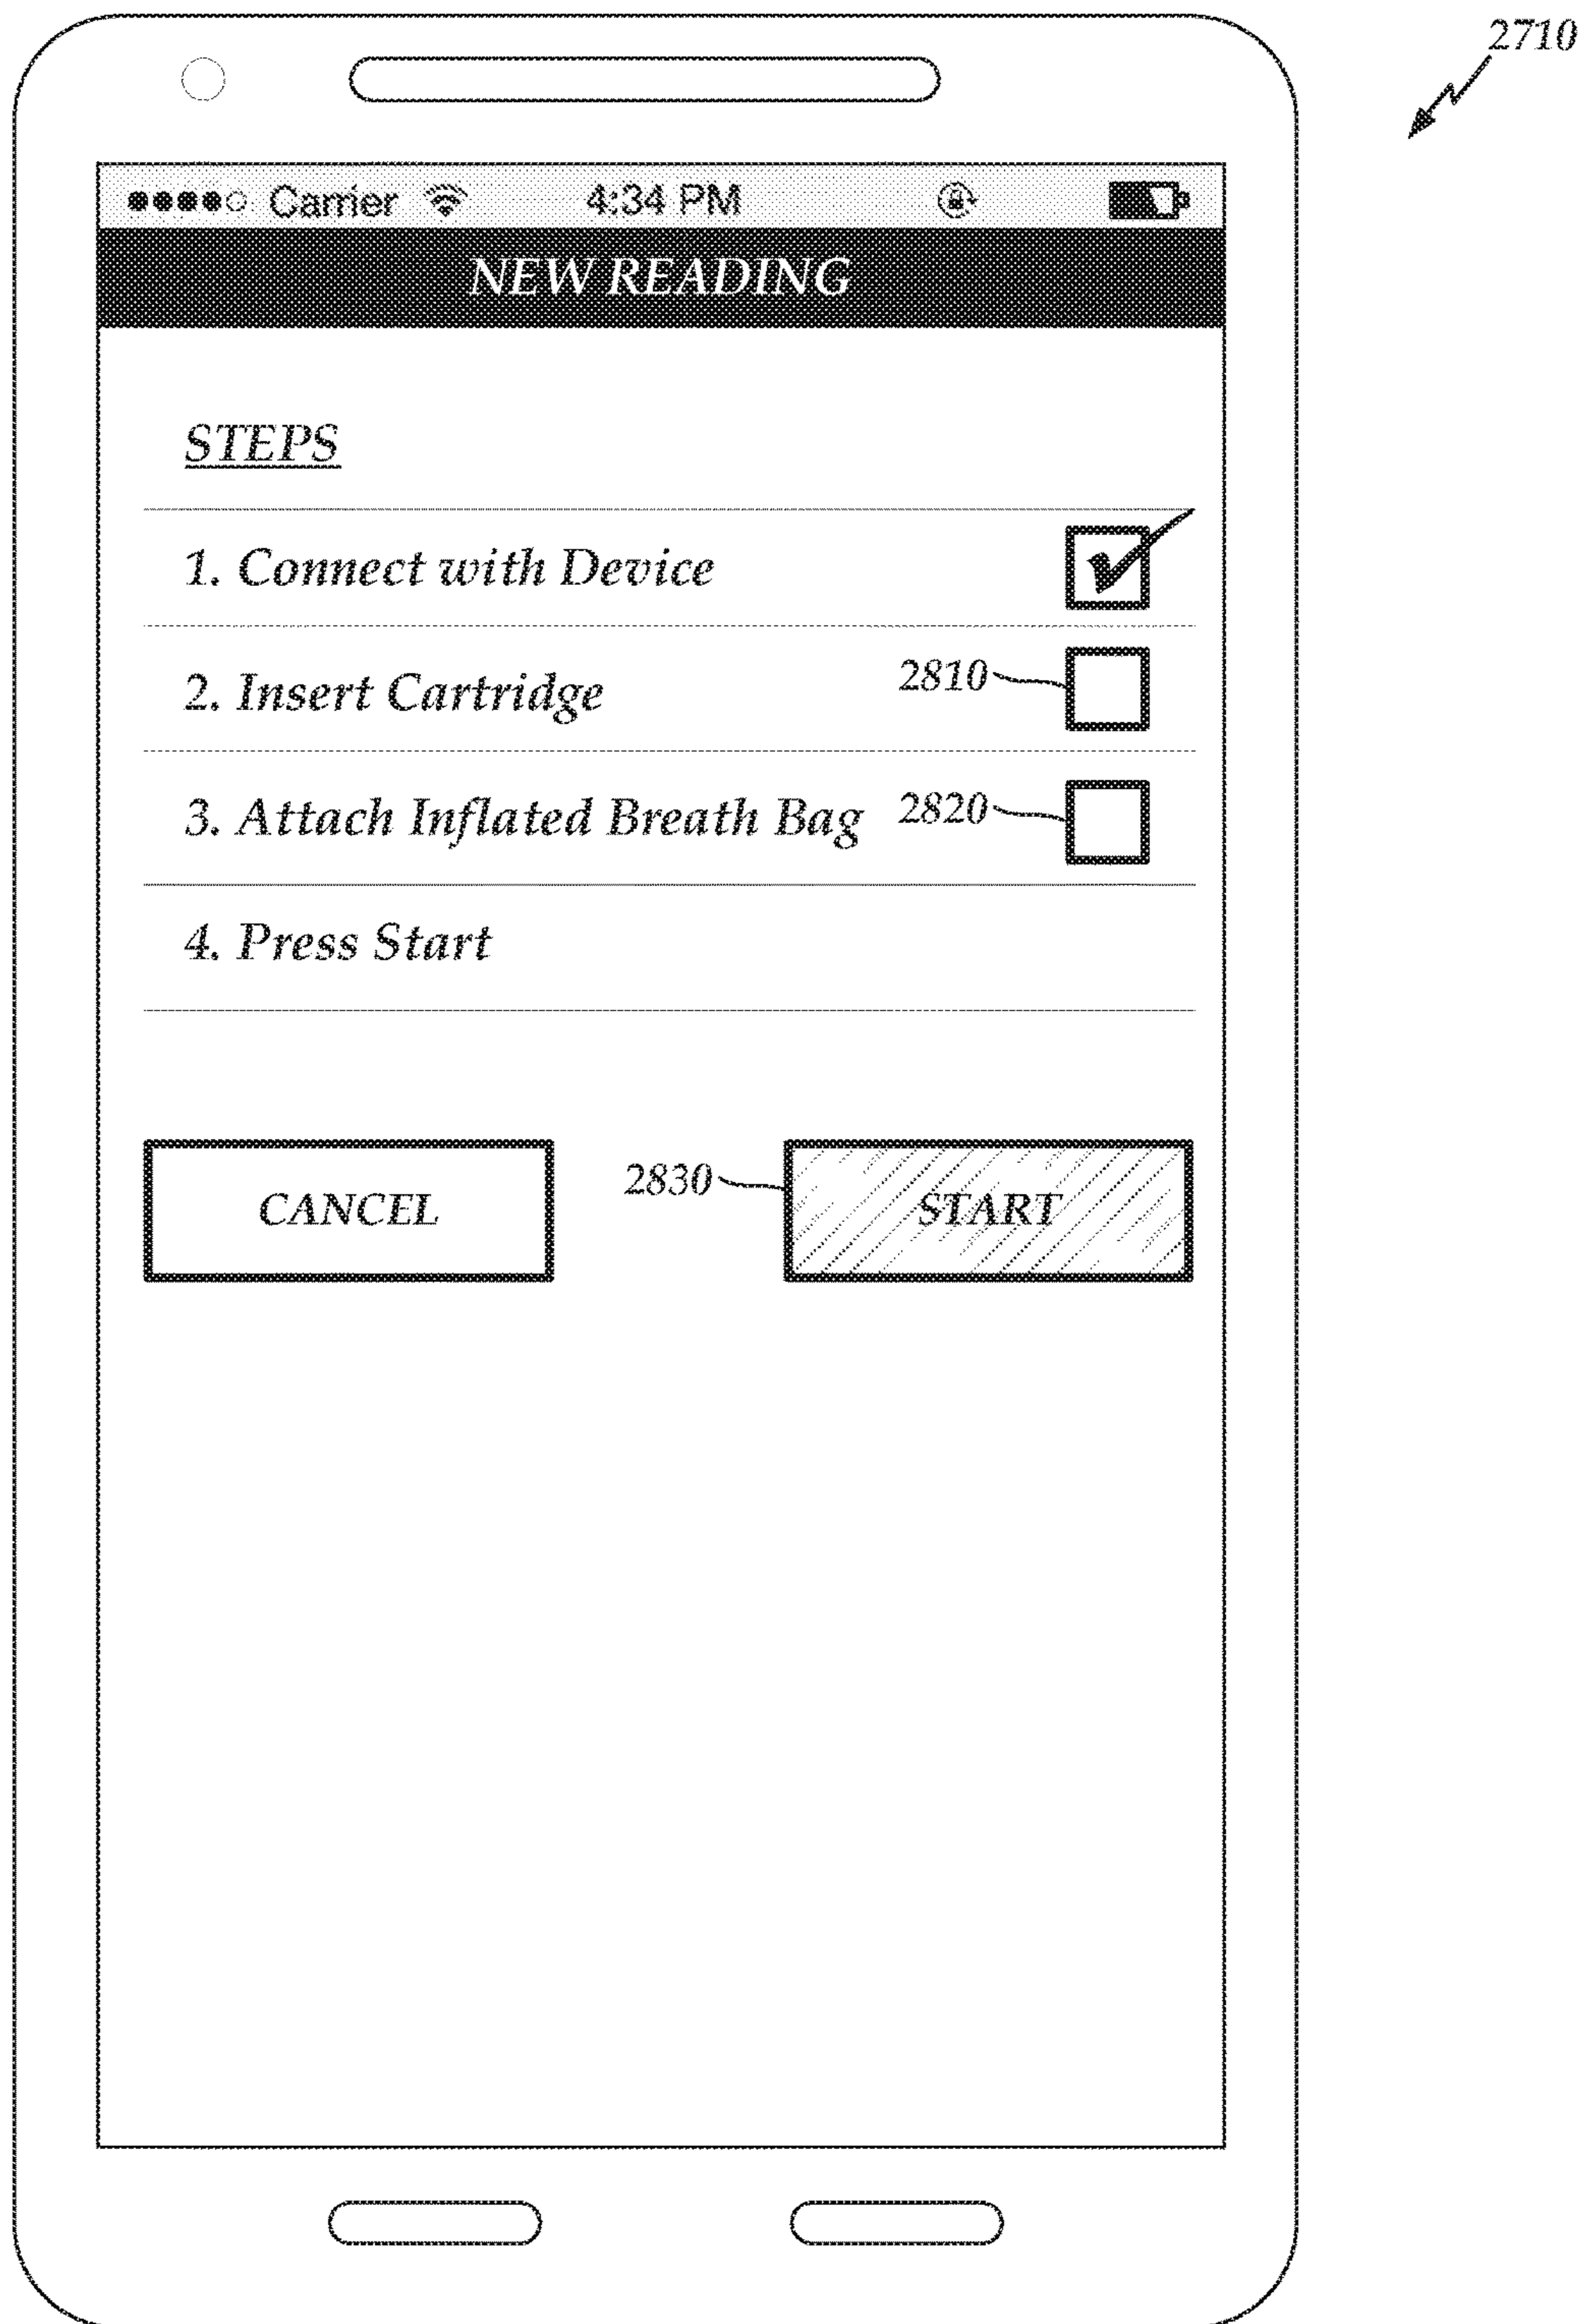 2710
Carrier 4:34 PM
NEW READING
STEPS
1. Connect with Device
2. Insert Cartridge 2810
3. Attach Inflated Breath Bag 2820
4. Press Start
CANCEL 2830 START